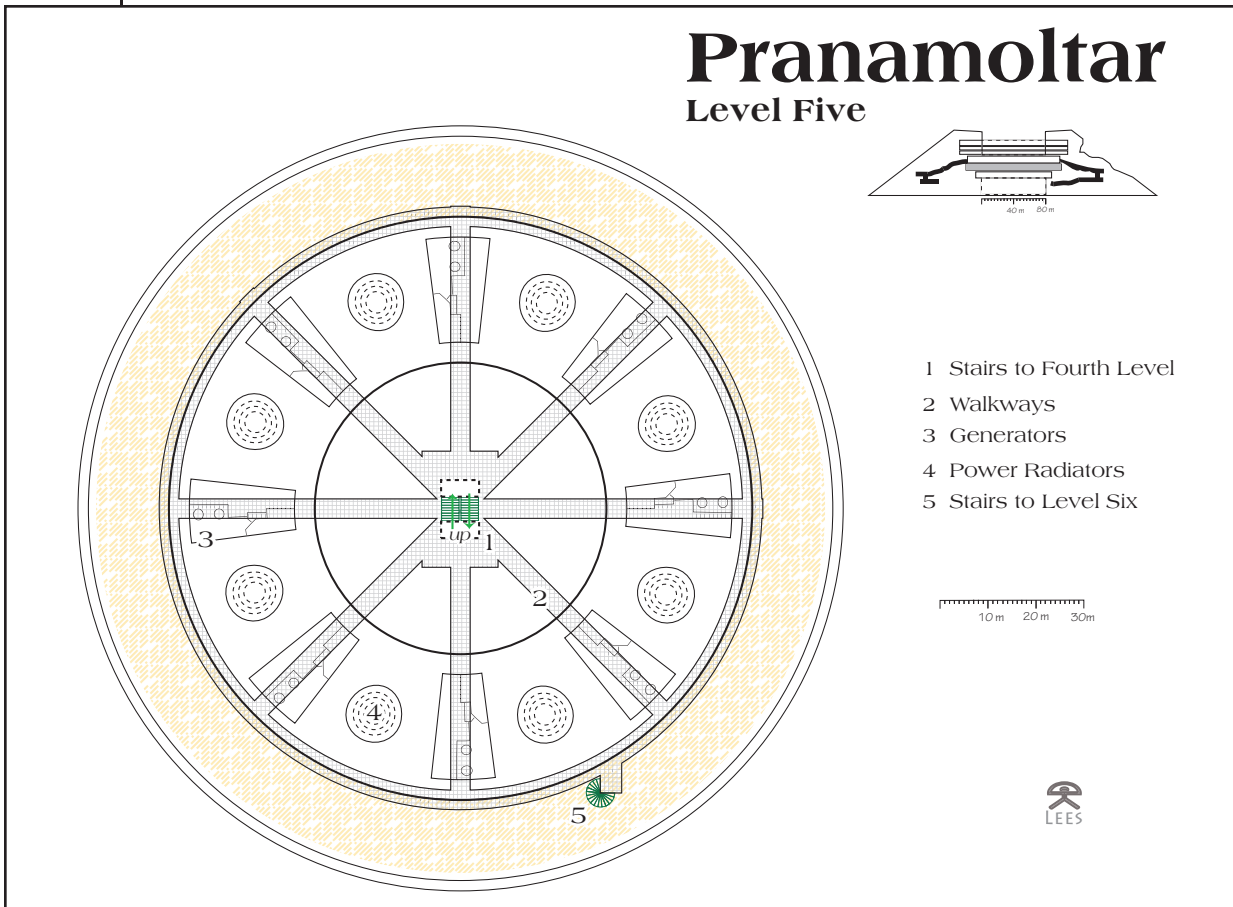 Pranamoltar
Level Five
40 m 80 m
1 Stairs to Fourth Level
2 Walkways
3 Generators
4 Power Radiators
5 Stairs to Level Six
10 m 20 m 30m
up
1
2
3
4
5
LEES